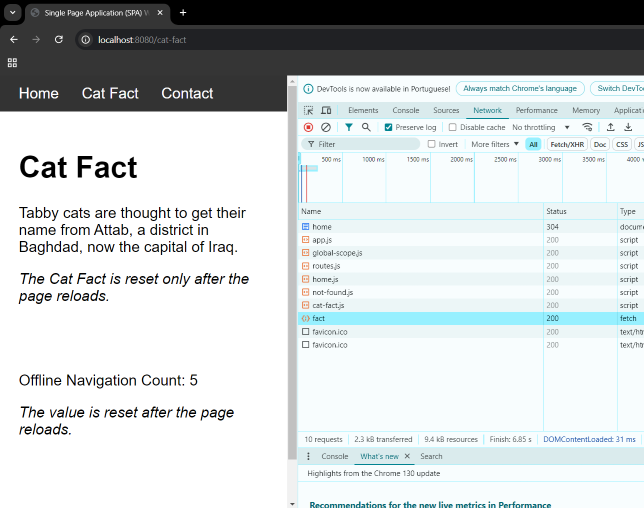 Single Page Application (SPA)
localhost:8080/cat-fact
Home Cat Fact Contact
Cat Fact
Tabby cats are thought to get their
name from Attab, a district in
Baghdad, now the capital of Iraq.
The Cat Fact is reset only after the
page reloads.
Offline Navigation Count: 5
The value is reset after the page
reloads.
DevTools is now available in Portuguese! Always match Chrome's language Switch DevTo
Elements Console Sources Network Performance Memory Applicati
Preserve log Disable cache No throttling
Filter Invert More filters All Fetch/XHR Doc CSS JS
500 ms 1000 ms 1500 ms 2000 ms 2500 ms 3000 ms 3500 ms 4000
Name Status Type
home 304 docume
app.js 200 script
global-scope.js 200 script
routes.js 200 script
home.js 200 script
not-found.js 200 script
cat-fact.js 200 script
fact 200 fetch
favicon.ico 200 text/htm
favicon.ico 200 text/htm
10 requests 2.3 kB transferred 9.4 kB resources Finish: 6.85 s DOMContentLoaded: 31 ms
Console What's new Search
Highlights from the Chrome 130 update
Recommendations for the new live metrics in Performance